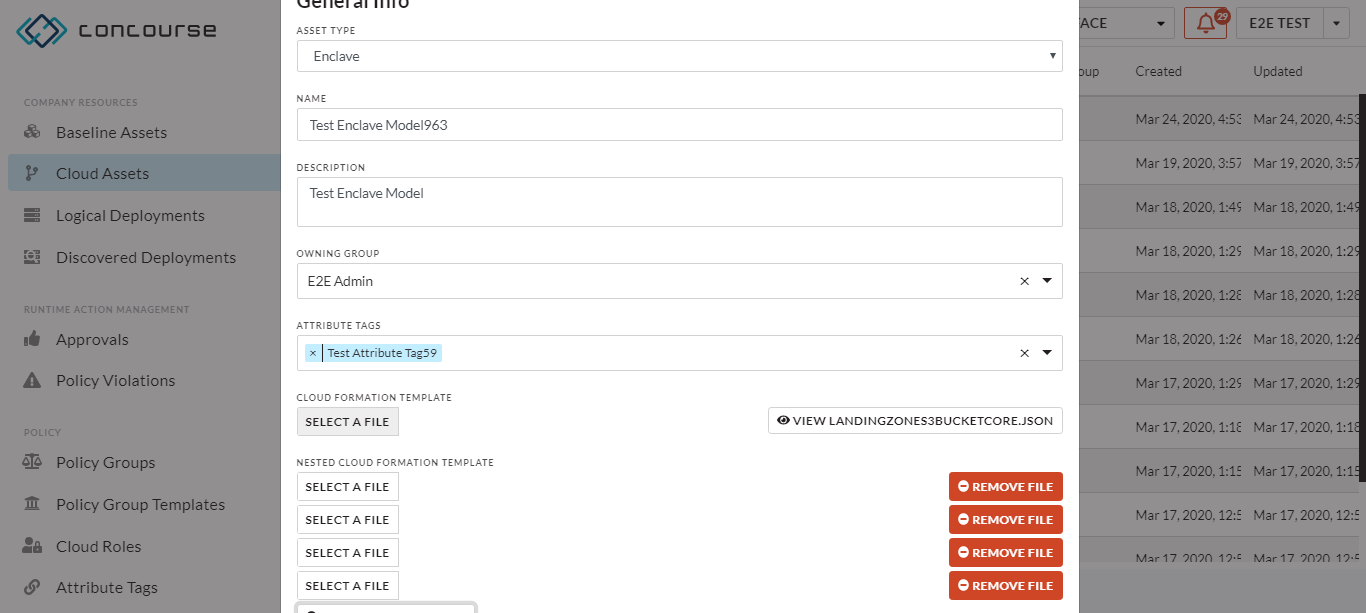 concourse
COMPANY RESOURCES
Baseline Assets
Cloud Assets
Logical Deployments
Discovered Deployments
RUNTIME ACTION MANAGEMENT
Approvals
Policy Violations
POLICY
Policy Groups
Policy Group Templates
Cloud Roles
Attribute Tags
General Info
ASSET TYPE
Enclave
NAME
Test Enclave Model963
DESCRIPTION
Test Enclave Model
OWNING GROUP
E2E Admin
ATTRIBUTE TAGS
× Test Attribute Tag59
CLOUD FORMATION TEMPLATE
SELECT A FILE
VIEW LANDINGZONES3BUCKETCORE.JSON
NESTED CLOUD FORMATION TEMPLATE
SELECT A FILE REMOVE FILE
SELECT A FILE REMOVE FILE
SELECT A FILE REMOVE FILE
SELECT A FILE REMOVE FILE
FACE 29 E2E TEST
oup Created Updated
Mar 24, 2020, 4:53 Mar 24, 2020, 4:53
Mar 19, 2020, 3:57 Mar 19, 2020, 3:57
Mar 18, 2020, 1:49 Mar 18, 2020, 1:49
Mar 18, 2020, 1:29 Mar 18, 2020, 1:29
Mar 18, 2020, 1:28 Mar 18, 2020, 1:28
Mar 18, 2020, 1:26 Mar 18, 2020, 1:26
Mar 17, 2020, 1:29 Mar 17, 2020, 1:29
Mar 17, 2020, 1:18 Mar 17, 2020, 1:18
Mar 17, 2020, 1:15 Mar 17, 2020, 1:15
Mar 17, 2020, 12:5 Mar 17, 2020, 12:5
Mar 17, 2020, 12:5 Mar 17, 2020, 12:5